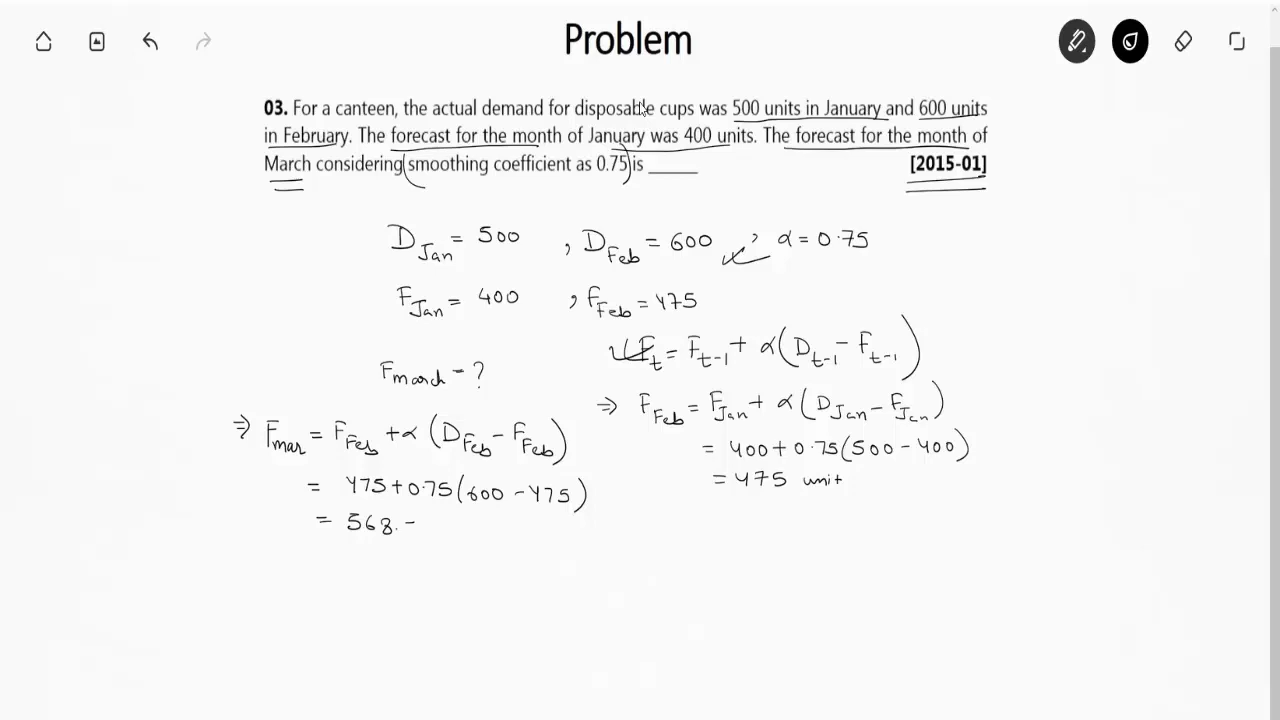 Problem
03. For a canteen, the actual demand for disposable cups was 500 units in January and 600 units
in February. The forecast for the month of January was 400 units. The forecast for the month of
March considering smoothing coefficient as 0.75 is ______
[2015-01]
D_Jan = 500 , D_Feb = 600 , α = 0.75
F_Jan = 400 , F_Feb = 475
F_t = F_t-1 + α(D_t-1 - F_t-1)
F_march = ?
⇒ F_Feb = F_Jan + α(D_Jan - F_Jan)
= 400 + 0.75(500 - 400)
= 475 unit
⇒ F_mar = F_Feb + α(D_Feb - F_Feb)
= 475 + 0.75(600 - 475)
= 568.